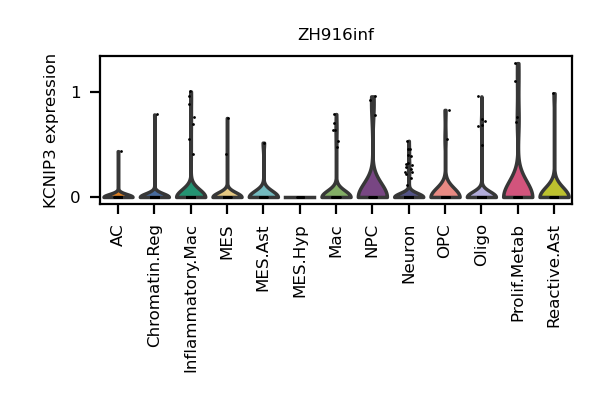 ZH916inf
KCNIP3 expression
1
0
AC
Chromatin.Reg
Inflammatory.Mac
MES
MES.Ast
MES.Hyp
Mac
NPC
Neuron
OPC
Oligo
Prolif.Metab
Reactive.Ast